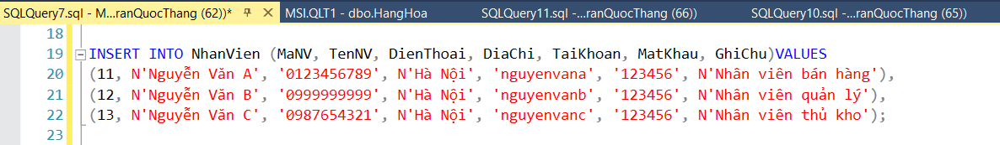 SQLQuery7.sql - M...ranQuocThang (62))* MSI.QLT1 - dbo.HangHoa SQLQuery11.sql -...ranQuocThang (66)) SQLQuery10.sql -...ranQuocThang (65))
18
19 INSERT INTO NhanVien (MaNV, TenNV, DienThoai, DiaChi, TaiKhoan, MatKhau, GhiChu)VALUES
20 (11, N'Nguyễn Văn A', '0123456789', N'Hà Nội', 'nguyenvana', '123456', N'Nhân viên bán hàng'),
21 (12, N'Nguyễn Văn B', '0999999999', N'Hà Nội', 'nguyenvanb', '123456', N'Nhân viên quản lý'),
22 (13, N'Nguyễn Văn C', '0987654321', N'Hà Nội', 'nguyenvanc', '123456', N'Nhân viên thủ kho');
23